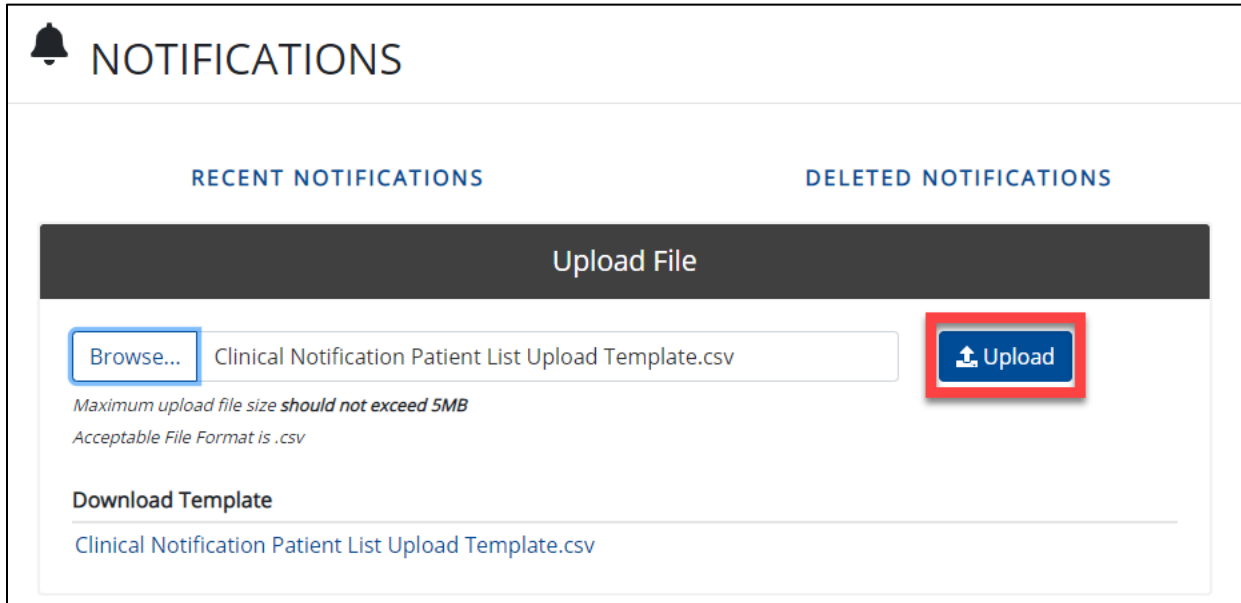 NOTIFICATIONS
RECENT NOTIFICATIONS DELETED NOTIFICATIONS
Upload File
Browse... Clinical Notification Patient List Upload Template.csv Upload
Maximum upload file size should not exceed 5MB
Acceptable File Format is .csv
Download Template
Clinical Notification Patient List Upload Template.csv